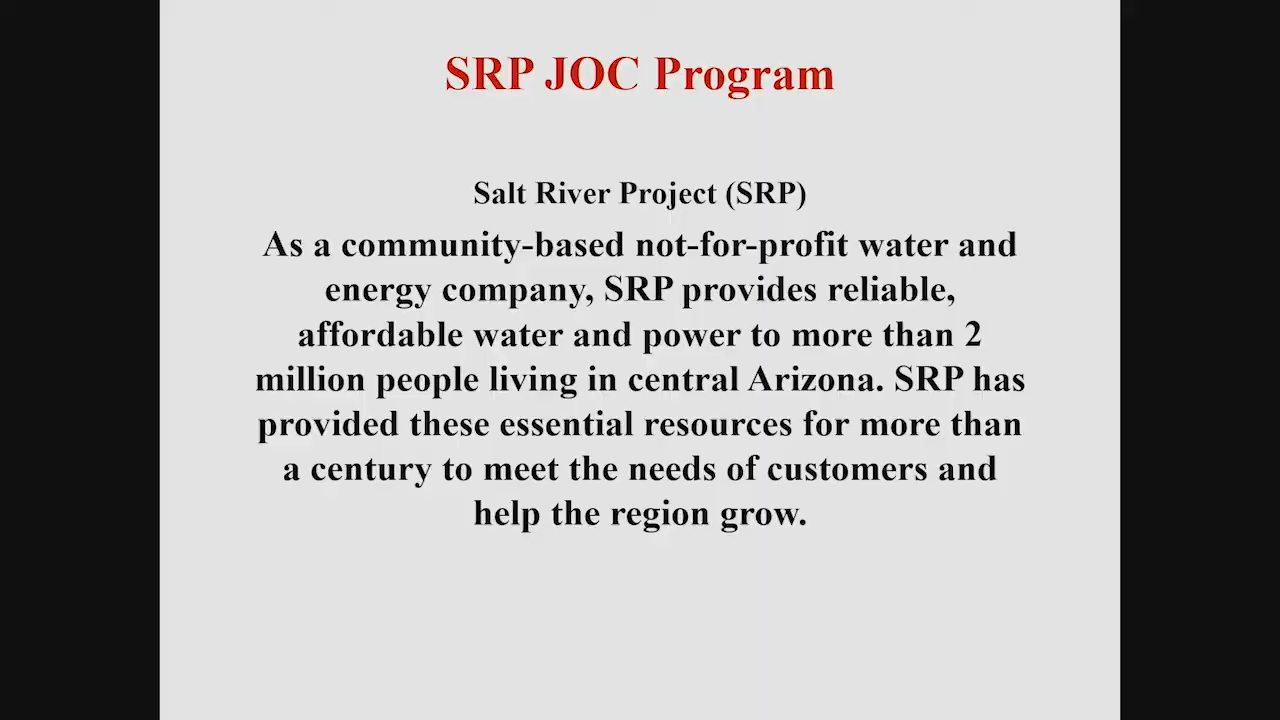 SRP JOC Program
Salt River Project (SRP)
As a community-based not-for-profit water and
energy company, SRP provides reliable,
affordable water and power to more than 2
million people living in central Arizona. SRP has
provided these essential resources for more than
a century to meet the needs of customers and
help the region grow.